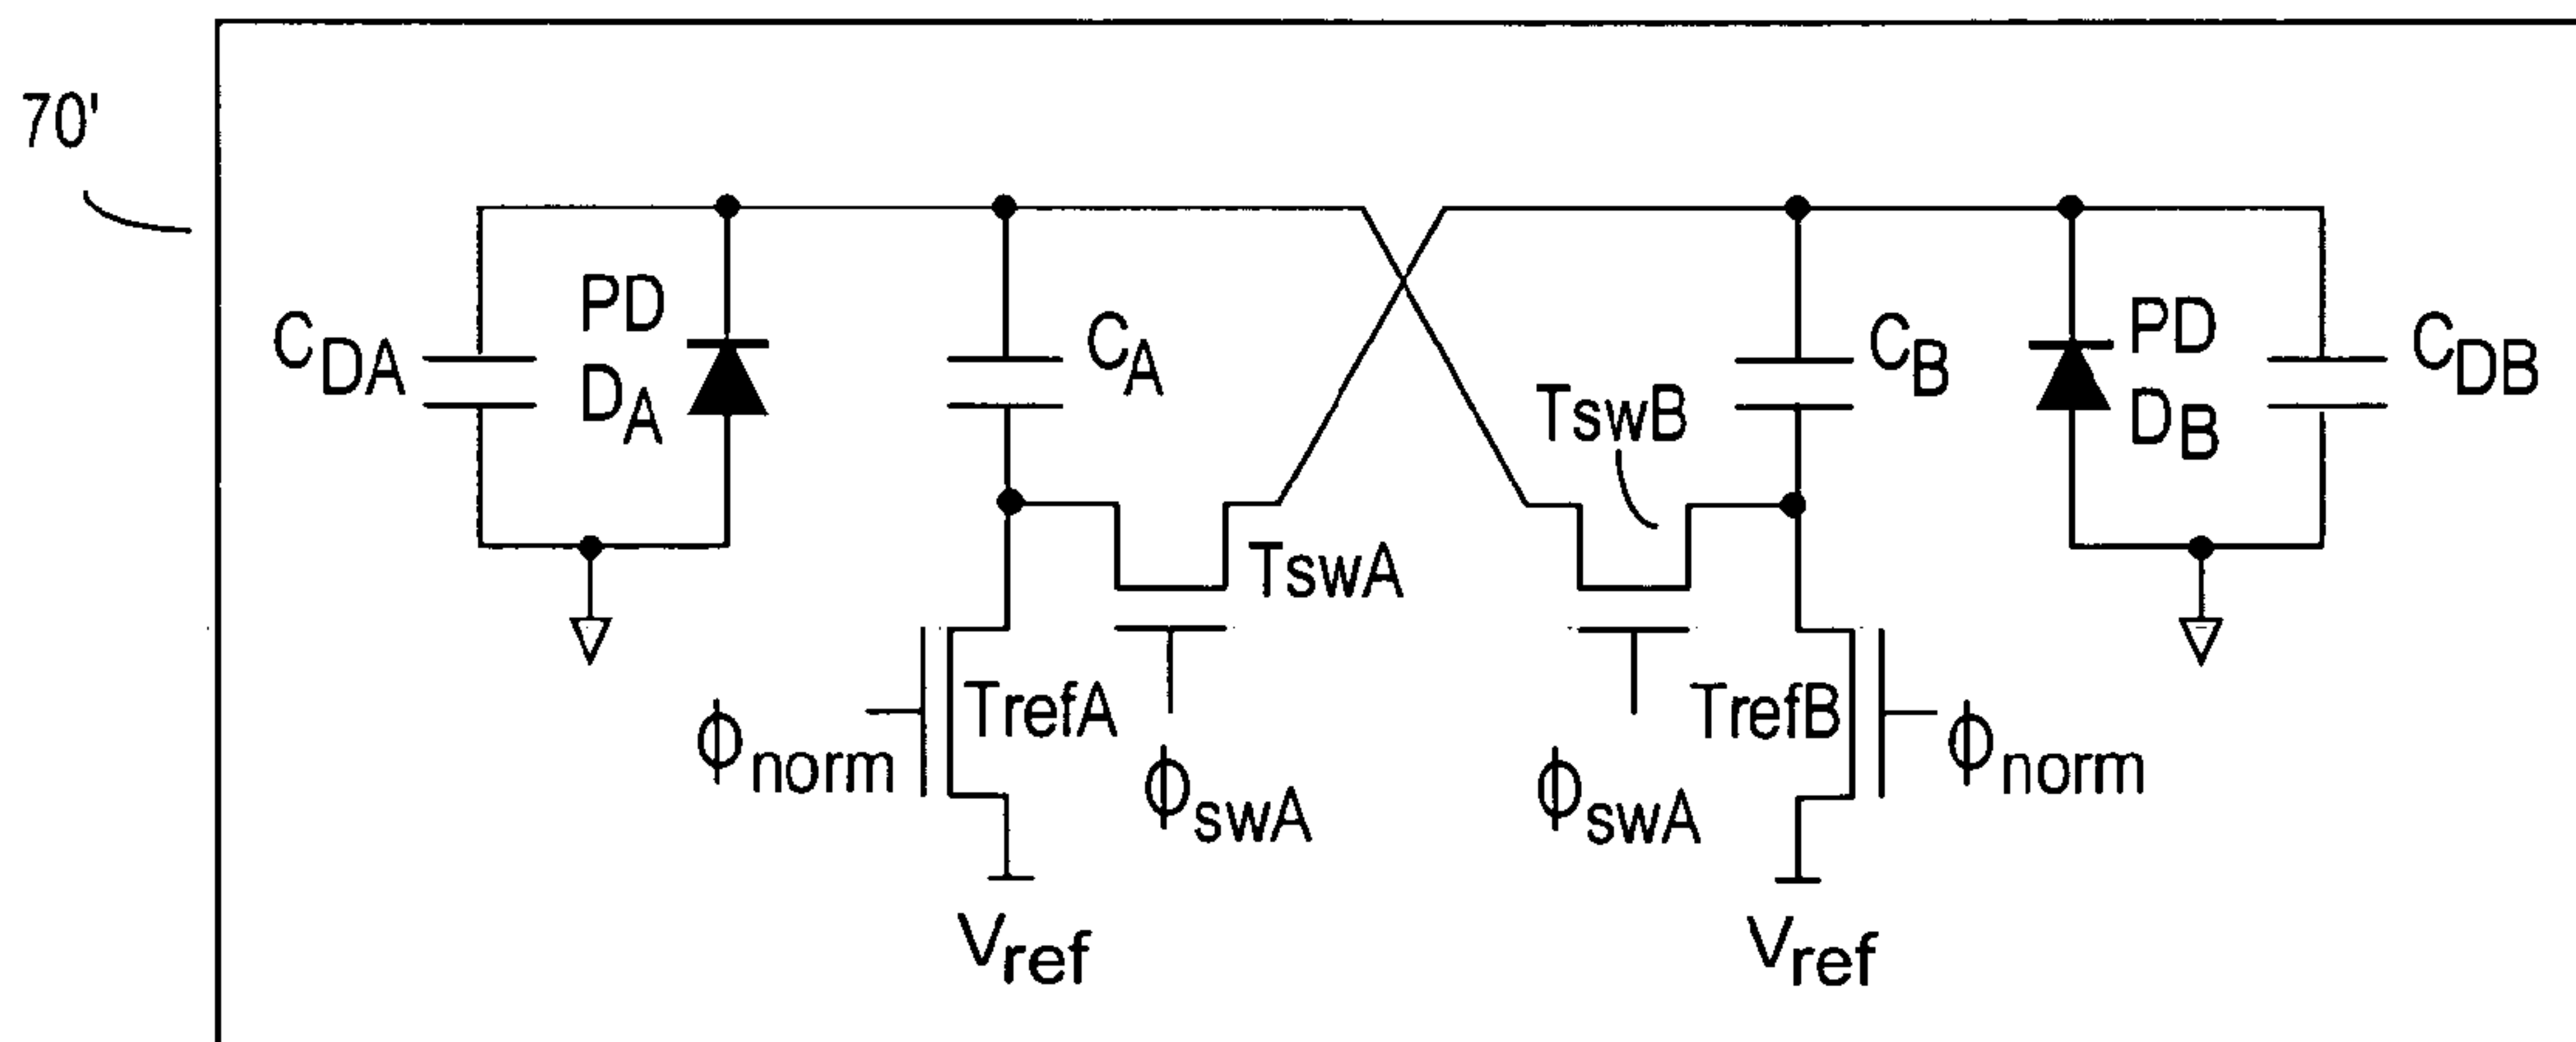 70'
C_DA
PD
D_A
C_A
TswB
C_B
PD
D_B
C_DB
TswA
TrefA
TrefB
ϕ_norm
ϕ_swA
ϕ_swA
ϕ_norm
V_ref
V_ref